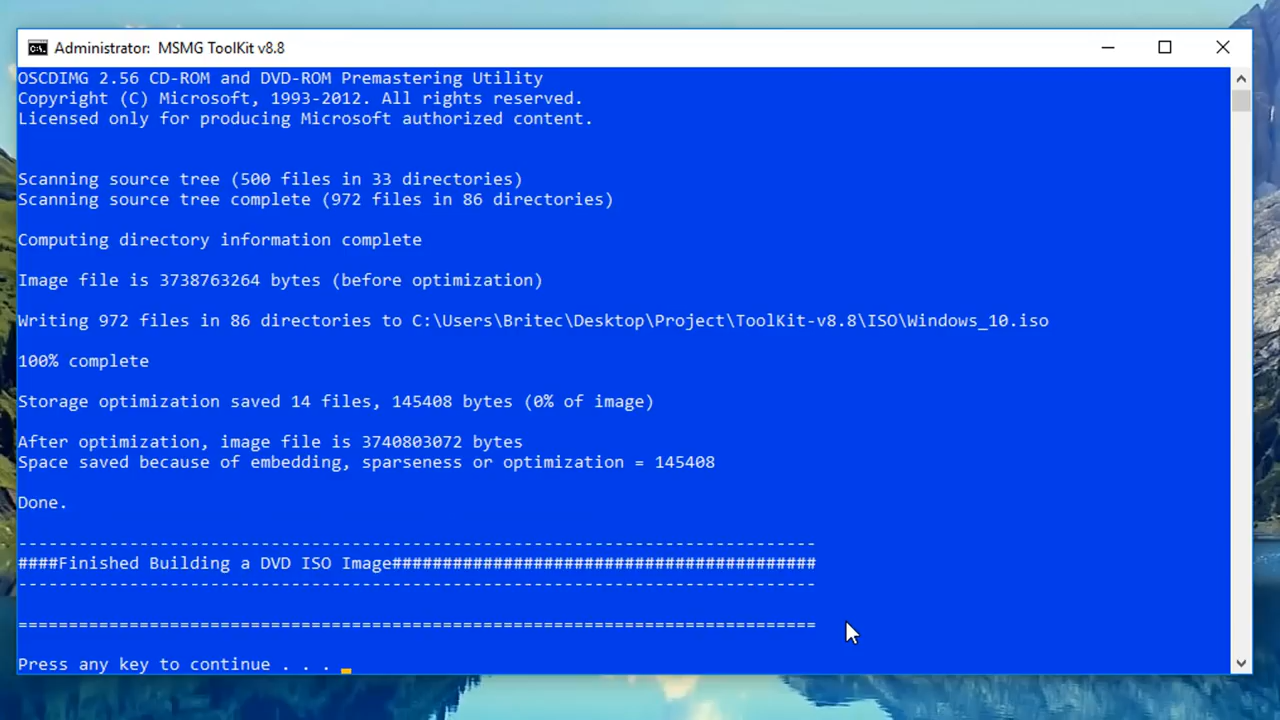 Administrator:  MSMG ToolKit v8.8
OSCDIMG 2.56 CD-ROM and DVD-ROM Premastering Utility
Copyright (C) Microsoft, 1993-2012. All rights reserved.
Licensed only for producing Microsoft authorized content.
Scanning source tree (500 files in 33 directories)
Scanning source tree complete (972 files in 86 directories)
Computing directory information complete
Image file is 3738763264 bytes (before optimization)
Writing 972 files in 86 directories to C:\Users\Britec\Desktop\Project\ToolKit-v8.8\ISO\Windows_10.iso
100% complete
Storage optimization saved 14 files, 145408 bytes (0% of image)
After optimization, image file is 3740803072 bytes
Space saved because of embedding, sparseness or optimization = 145408
Done.
-------------------------------------------------------------------------------
####Finished Building a DVD ISO Image##########################################
-------------------------------------------------------------------------------
===============================================================================
Press any key to continue . . .